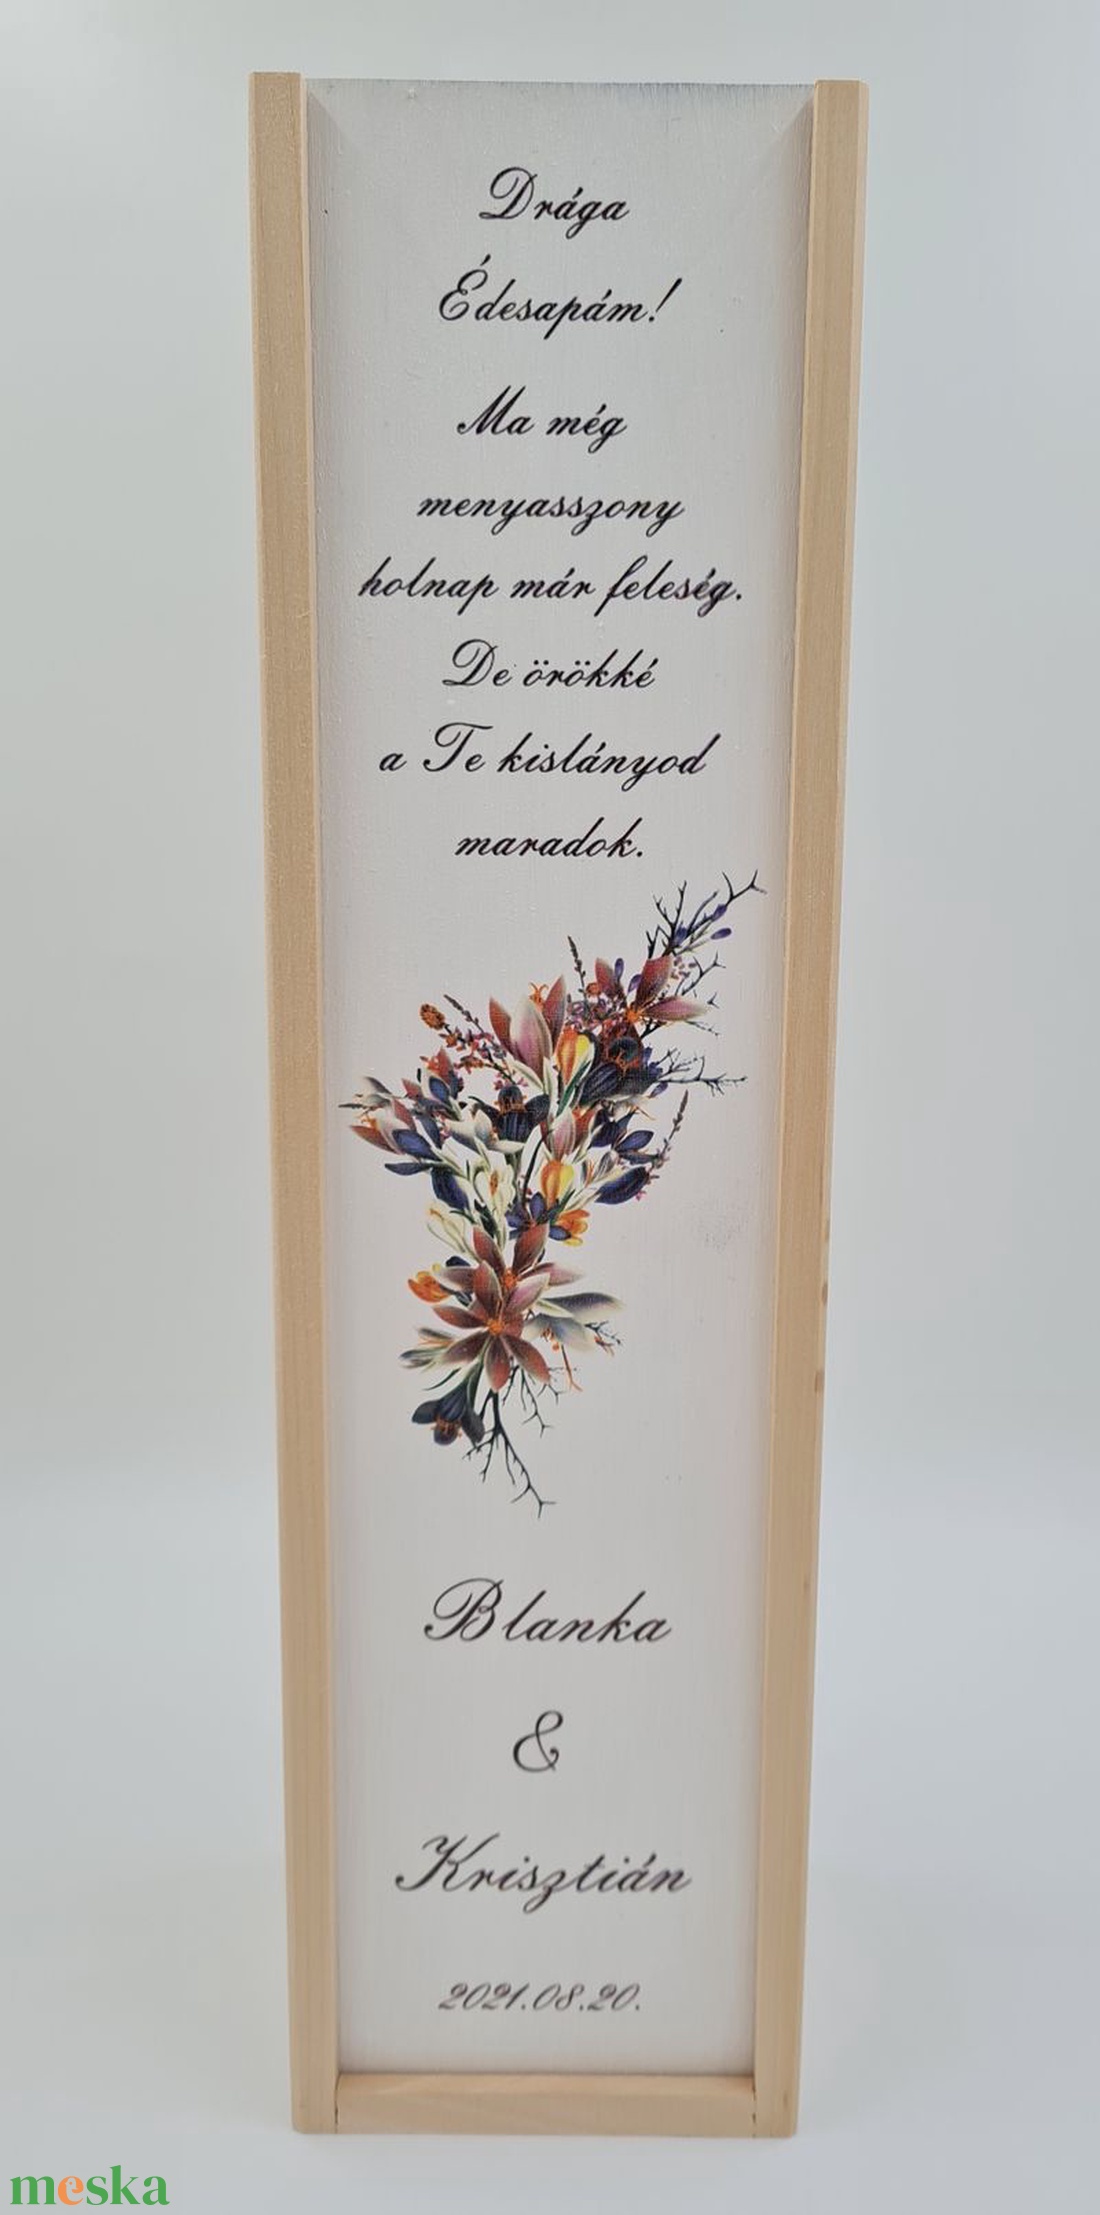 Drága
Édesapám!
Ma még
menyasszony
holnap már feleség.
De örökké
a Te kislányod
maradok.
Blanka
&
Krisztián
2021.08.20.
meska